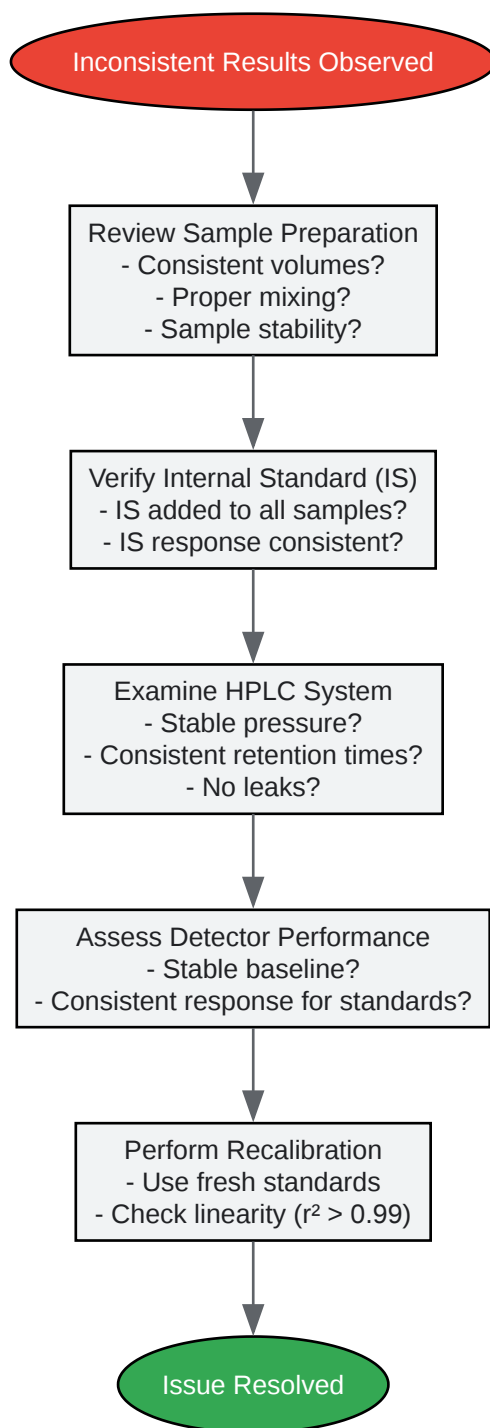 Inconsistent Results Observed
Review Sample Preparation
- Consistent volumes?
- Proper mixing?
- Sample stability?
Verify Internal Standard (IS)
- IS added to all samples?
- IS response consistent?
Examine HPLC System
- Stable pressure?
- Consistent retention times?
- No leaks?
Assess Detector Performance
- Stable baseline?
- Consistent response for standards?
Perform Recalibration
- Use fresh standards
- Check linearity (r² > 0.99)
Issue Resolved